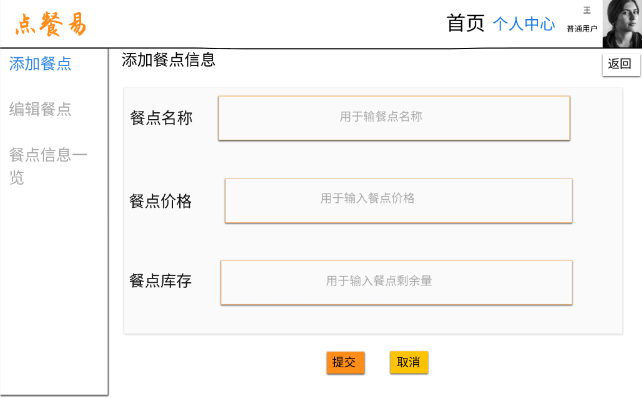 点餐易
首页 个人中心
王
普通用户
添加餐点
添加餐点信息
返回
编辑餐点
餐点信息一
览
餐点名称
用于输餐点名称
餐点价格
用于输入餐点价格
餐点库存
用于输入餐点剩余量
提交
取消